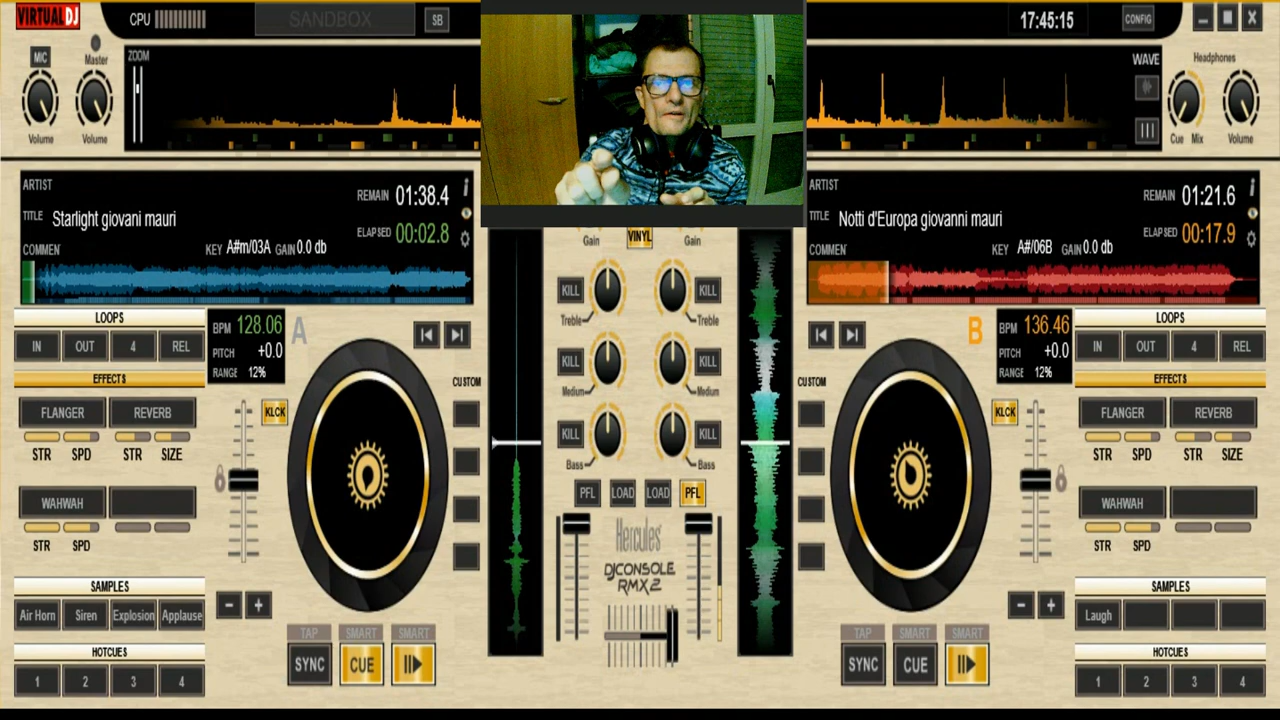 VIRTUAL DJ
CPU
SANDBOX
SB
17:45:15
CONFIG
MIC
Master
Volume
Volume
ZOOM
WAVE
Headphones
Cue
Mix
Volume
ARTIST
TITLE Starlight giovani mauri
COMMEN
REMAIN 01:38.4
ELAPSED 00:02.8
KEY A#m/03A GAIN 0.0 db
ARTIST
TITLE Notti d'Europa giovanni mauri
COMMEN
REMAIN 01:21.6
ELAPSED 00:17.9
KEY A#/06B GAIN 0.0 db
LOOPS
IN OUT 4 REL
EFFECTS
FLANGER REVERB
STR SPD STR SIZE
WAHWAH
STR SPD
SAMPLES
Air Horn Siren Explosion Applause
HOTCUES
1 2 3 4
BPM 128.06
PITCH +0.0
RANGE 12%
A
KLCK
CUSTOM
- +
TAP SMART SMART
SYNC CUE
Gain VINYL Gain
KILL KILL
Treble Treble
KILL KILL
Medium Medium
KILL KILL
Bass Bass
PFL LOAD LOAD PFL
Hercules
DJCONSOLE
RMX2
B
BPM 136.46
PITCH +0.0
RANGE 12%
CUSTOM
KLCK
- +
TAP SMART SMART
SYNC CUE
LOOPS
IN OUT 4 REL
EFFECTS
FLANGER REVERB
STR SPD STR SIZE
WAHWAH
STR SPD
SAMPLES
Laugh
HOTCUES
1 2 3 4